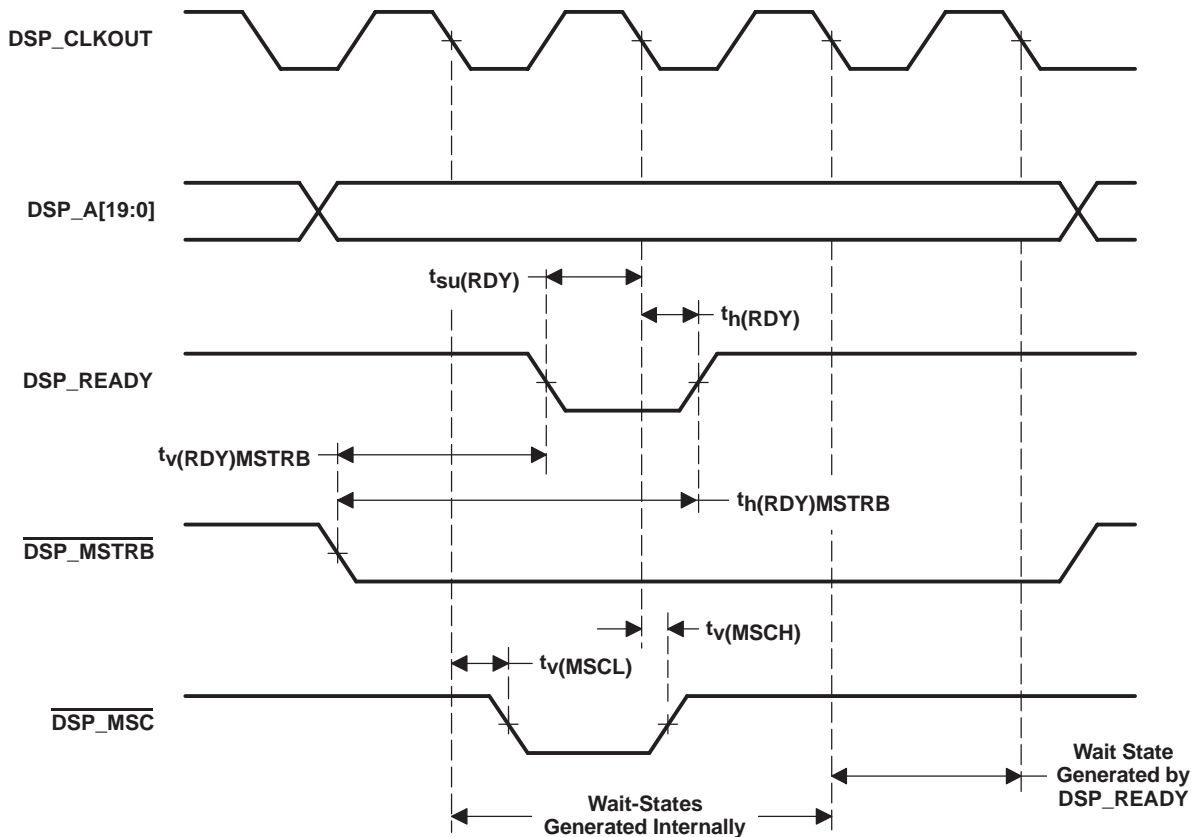 DSP_CLKOUT
DSP_A[19:0]
tsu(RDY)
th(RDY)
DSP_READY
tv(RDY)MSTRB
th(RDY)MSTRB
DSP_MSTRB
tv(MSCH)
tv(MSCL)
DSP_MSC
Wait State
Generated by
DSP_READY
Wait-States
Generated Internally